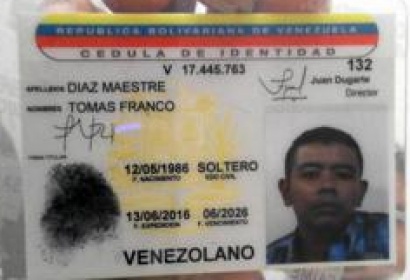 REPUBLICA BOLIVARIANA DE VENEZUELA
CEDULA DE IDENTIDAD
V 17.445.763
132
Juan Dugarte
Director
APELLIDOS DIAZ MAESTRE
NOMBRES TOMAS FRANCO
12/05/1986 SOLTERO
F. NACIMIENTO EDO CIVIL
13/06/2016 06/2026
F. EXPEDICION F. VENCIMIENTO
VENEZOLANO